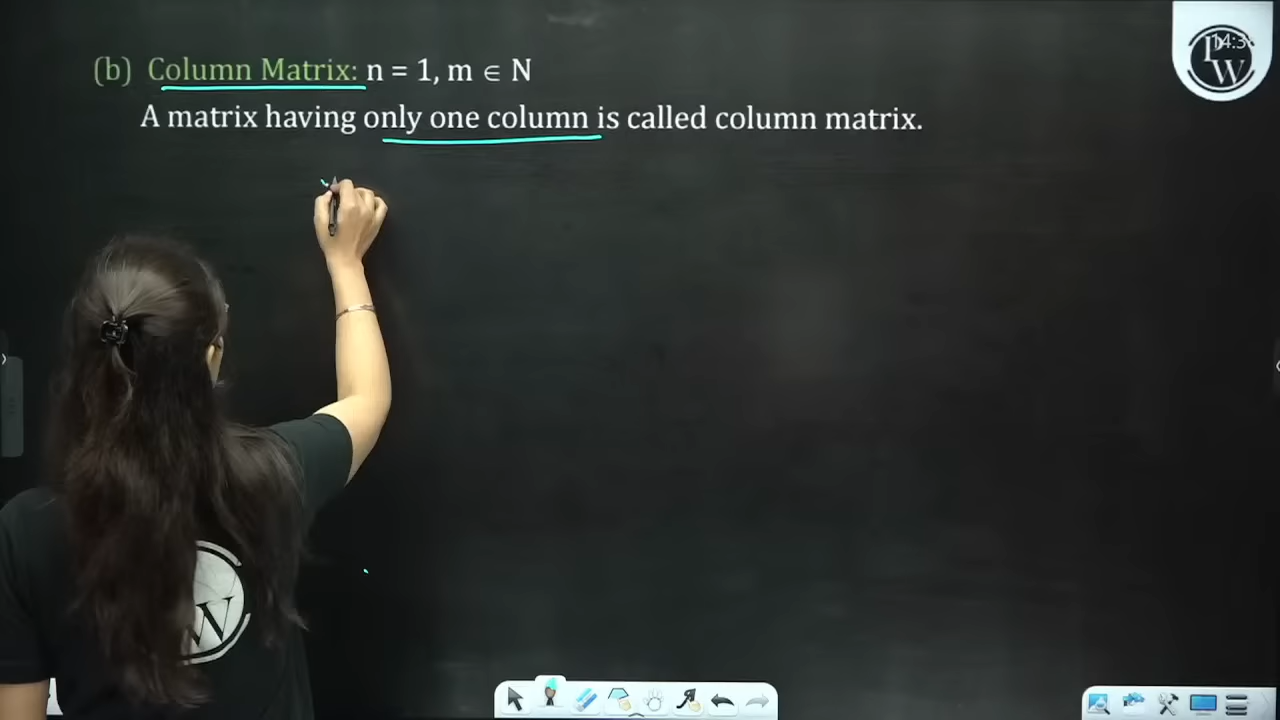 (b) Column Matrix: n = 1, m ∈ N
A matrix having only one column is called column matrix.
W
W